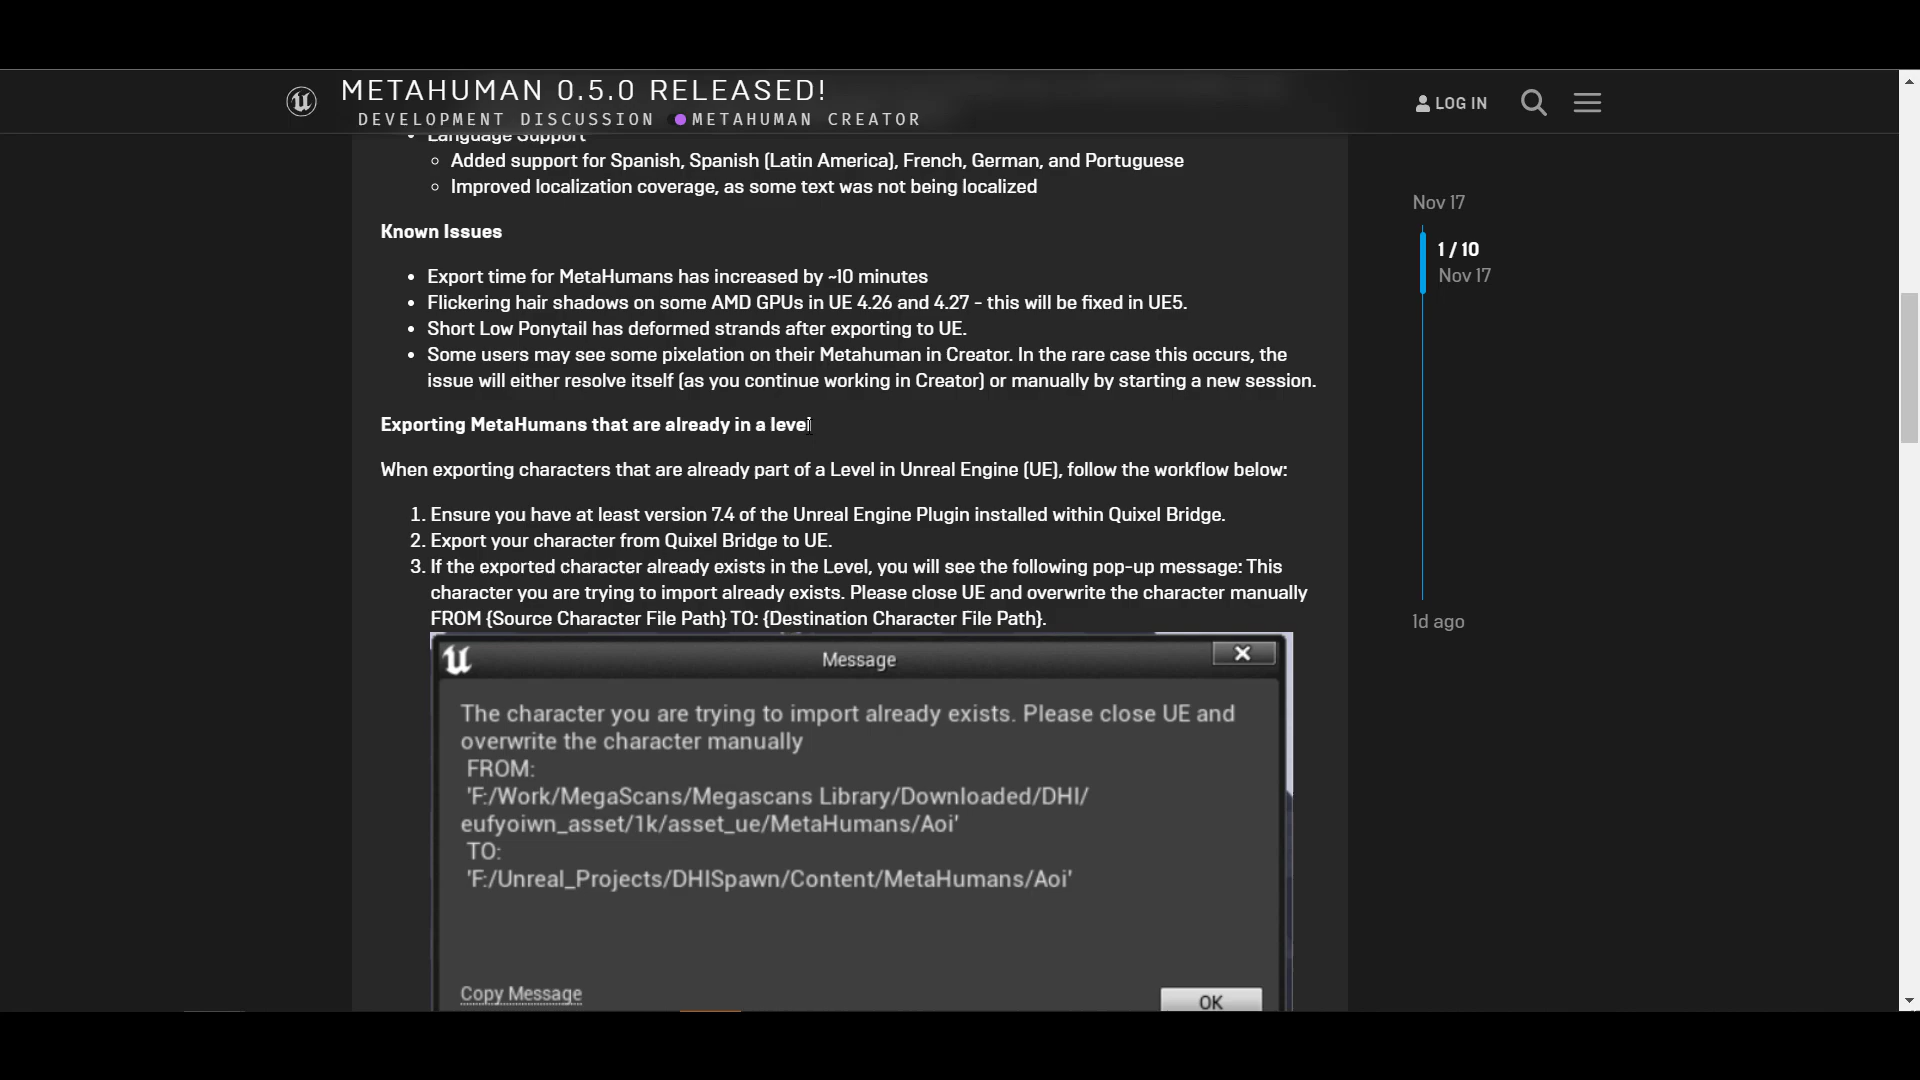 METAHUMAN 0.5.0 RELEASED!
DEVELOPMENT DISCUSSION METAHUMAN CREATOR
LOG IN
Language Support
Added support for Spanish, Spanish (Latin America), French, German, and Portuguese
Improved localization coverage, as some text was not being localized
Known Issues
Export time for MetaHumans has increased by ~10 minutes
Flickering hair shadows on some AMD GPUs in UE 4.26 and 4.27 - this will be fixed in UE5.
Short Low Ponytail has deformed strands after exporting to UE.
Some users may see some pixelation on their Metahuman in Creator. In the rare case this occurs, the
issue will either resolve itself (as you continue working in Creator) or manually by starting a new session.
Exporting MetaHumans that are already in a level
When exporting characters that are already part of a Level in Unreal Engine (UE), follow the workflow below:
1. Ensure you have at least version 7.4 of the Unreal Engine Plugin installed within Quixel Bridge.
2. Export your character from Quixel Bridge to UE.
3. If the exported character already exists in the Level, you will see the following pop-up message: This
character you are trying to import already exists. Please close UE and overwrite the character manually
FROM {Source Character File Path} TO: {Destination Character File Path}.
Message
The character you are trying to import already exists. Please close UE and
overwrite the character manually
FROM:
'F:/Work/MegaScans/Megascans Library/Downloaded/DHI/
eufyoiwn_asset/1k/asset_ue/MetaHumans/Aoi'
TO:
'F:/Unreal_Projects/DHISpawn/Content/MetaHumans/Aoi'
Copy Message
OK
Nov 17
1 / 10
Nov 17
1d ago